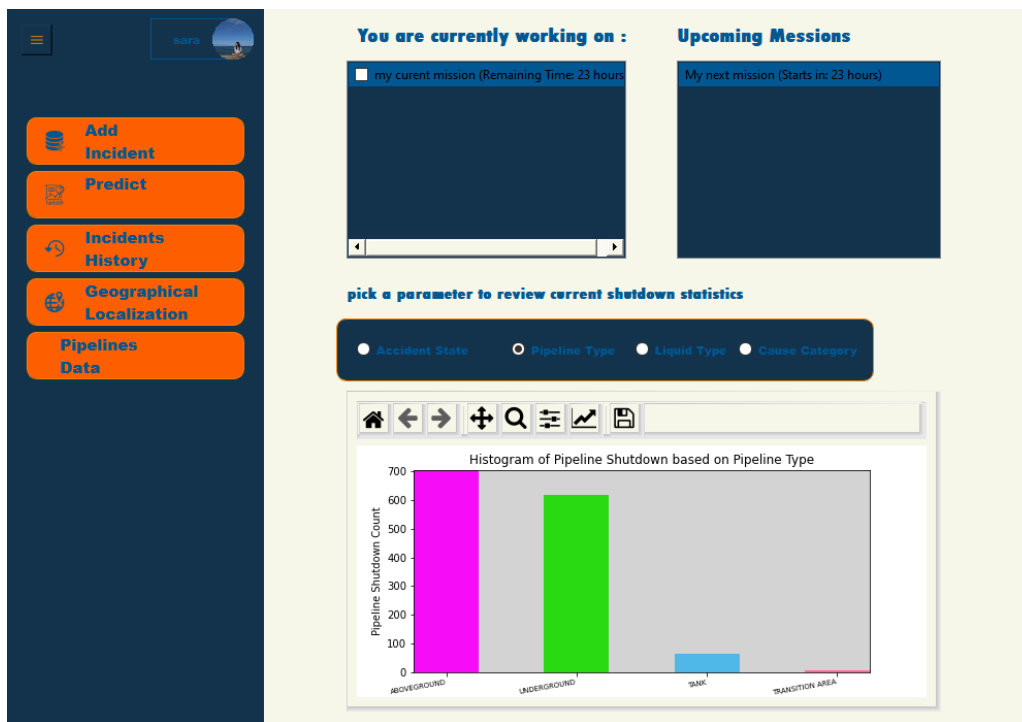 sara
Add
Incident
Predict
Incidents
History
Geographical
Localization
Pipelines
Data
You are currently working on :
my curent mission (Remaining Time: 23 hours
Upcoming Messions
My next mission (Starts in: 23 hours)
pick a parameter to review current shutdown statistics
Accident State Pipeline Type Liquid Type Cause Category
Histogram of Pipeline Shutdown based on Pipeline Type
Pipeline Shutdown Count
700
600
500
400
300
200
100
0
ABOVEGROUND UNDERGROUND TANK TRANSITION AREA